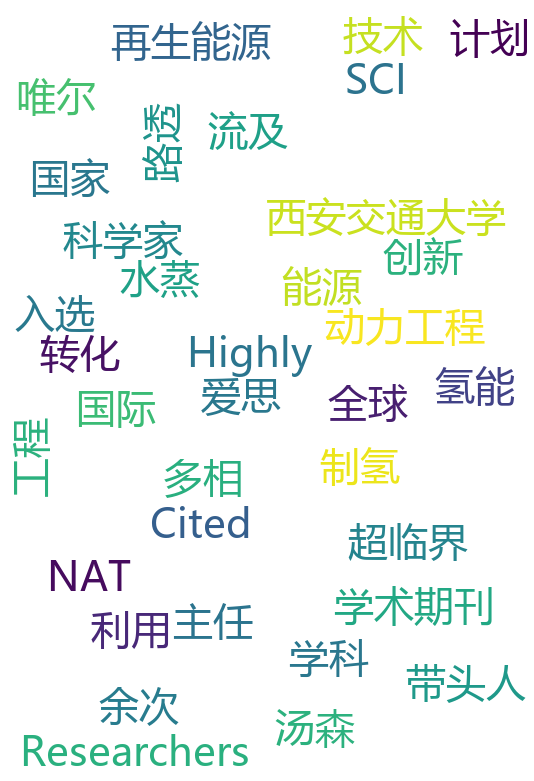 再生能源
技术
计划
SCI
唯尔
路透
流及
国家
西安交通大学
科学家
创新
水蒸
能源
入选
动力工程
转化
Highly
爱思
氢能
全球
国际
工程
制氢
多相
Cited
超临界
NAT
学术期刊
利用
主任
学科
带头人
余次
汤森
Researchers